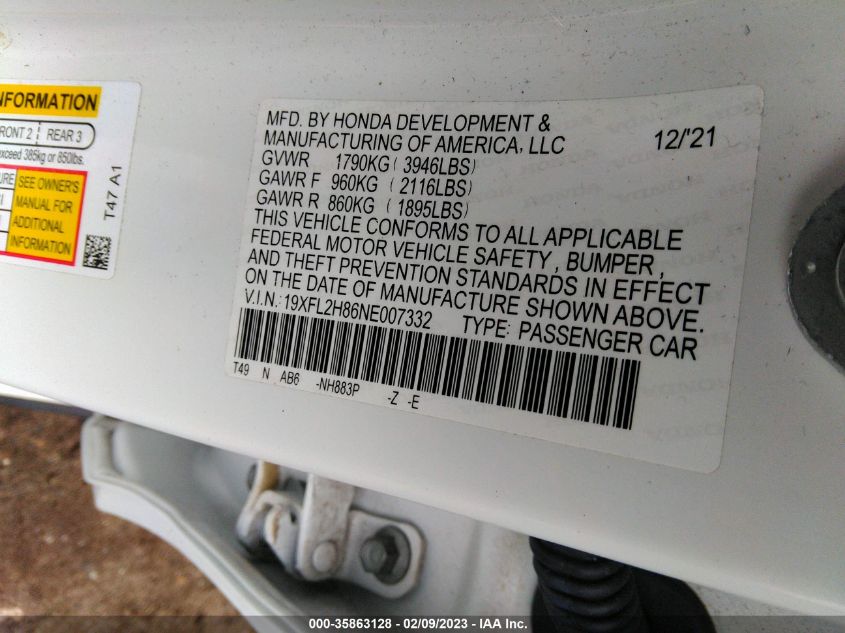 NFORMATION
RONT 2 REAR 3
exceed 385kg or 850lbs.
URE
SEE OWNER'S
MANUAL FOR
ADDITIONAL
INFORMATION
T47 A1
MFD. BY HONDA DEVELOPMENT &
MANUFACTURING OF AMERICA, LLC 12/'21
GVWR 1790KG ( 3946LBS)
GAWR F 960KG ( 2116LBS)
GAWR R 860KG ( 1895LBS)
THIS VEHICLE CONFORMS TO ALL APPLICABLE
FEDERAL MOTOR VEHICLE SAFETY , BUMPER ,
AND THEFT PREVENTION STANDARDS IN EFFECT
ON THE DATE OF MANUFACTURE SHOWN ABOVE.
V.I.N.: 19XFL2H86NE007332 TYPE: PASSENGER CAR
T49 N AB6 -NH883P -Z -E
000-35863128 - 02/09/2023 - IAA Inc.